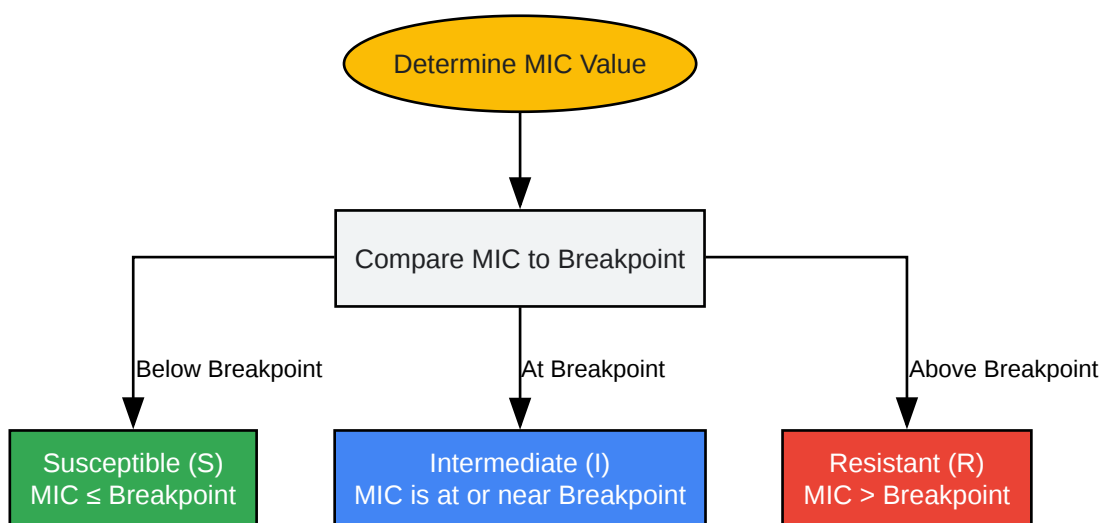 Determine MIC Value
Compare MIC to Breakpoint
Below Breakpoint
At Breakpoint
Above Breakpoint
Susceptible (S)
MIC ≤ Breakpoint
Intermediate (I)
MIC is at or near Breakpoint
Resistant (R)
MIC > Breakpoint